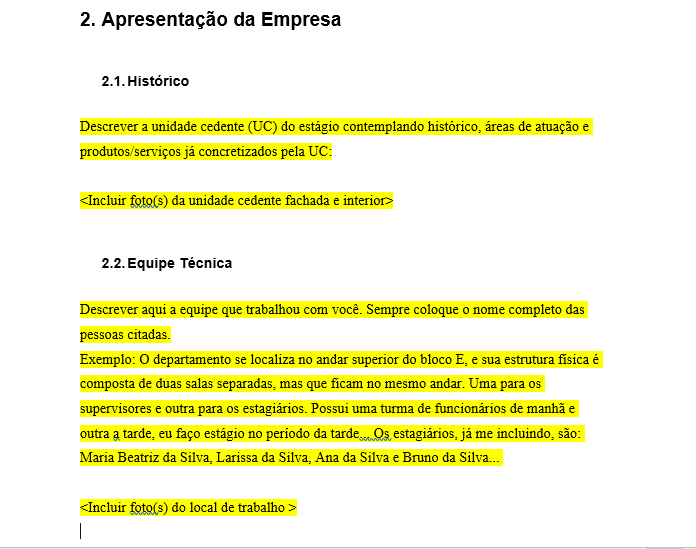 2. Apresentação da Empresa
2.1. Histórico
Descrever a unidade cedente (UC) do estágio contemplando histórico, áreas de atuação e
produtos/serviços já concretizados pela UC:
<Incluir foto(s) da unidade cedente fachada e interior>
2.2. Equipe Técnica
Descrever aqui a equipe que trabalhou com você. Sempre coloque o nome completo das
pessoas citadas.
Exemplo: O departamento se localiza no andar superior do bloco E, e sua estrutura física é
composta de duas salas separadas, mas que ficam no mesmo andar. Uma para os
supervisores e outra para os estagiários. Possui uma turma de funcionários de manhã e
outra a tarde, eu faço estágio no período da tarde... Os estagiários, já me incluindo, são:
Maria Beatriz da Silva, Larissa da Silva, Ana da Silva e Bruno da Silva...
<Incluir foto(s) do local de trabalho >